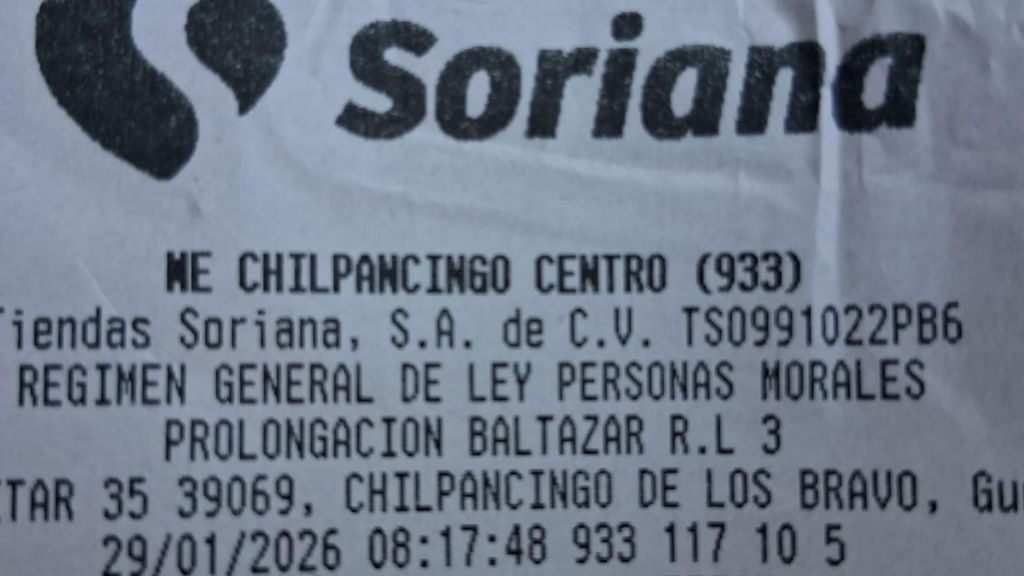 Soriana
ME CHILPANCINGO CENTRO (933)
Tiendas Soriana, S.A. de C.V. TSO991022PB6
REGIMEN GENERAL DE LEY PERSONAS MORALES
PROLONGACION BALTAZAR R.L 3
35 39069, CHILPANCINGO DE LOS BRAVO,
29/01/2026 08:17:48 933 117 10 5